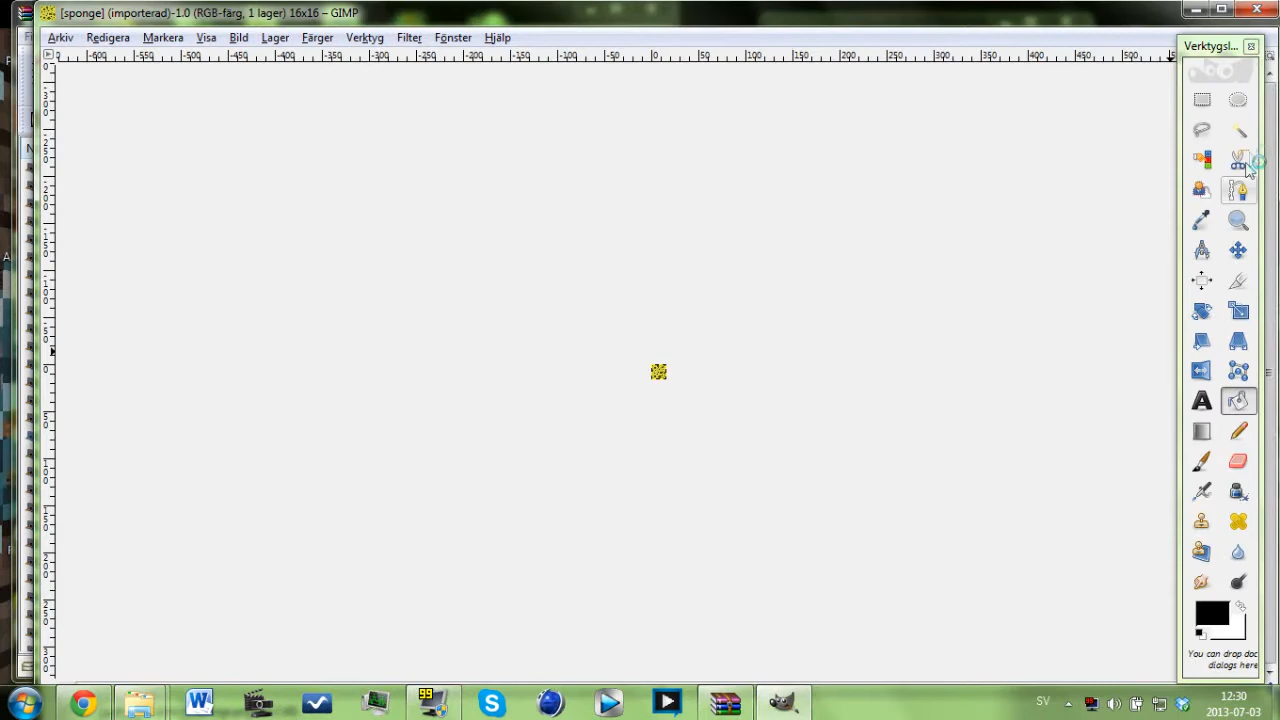 [sponge] (importerad)-1.0 (RGB-färg, 1 lager) 16x16 – GIMP
Arkiv Redigera Markera Visa Bild Lager Färger Verktyg Filter Fönster Hjälp
-600 -550 -500 -450 -400 -350 -300 -250 -200 -150 -100 -50 0 50 100 150 200 250 300 350 400 450 500
Verktygsl...
You can drop doc
dialogs here
99
SV
12:30
2013-07-03